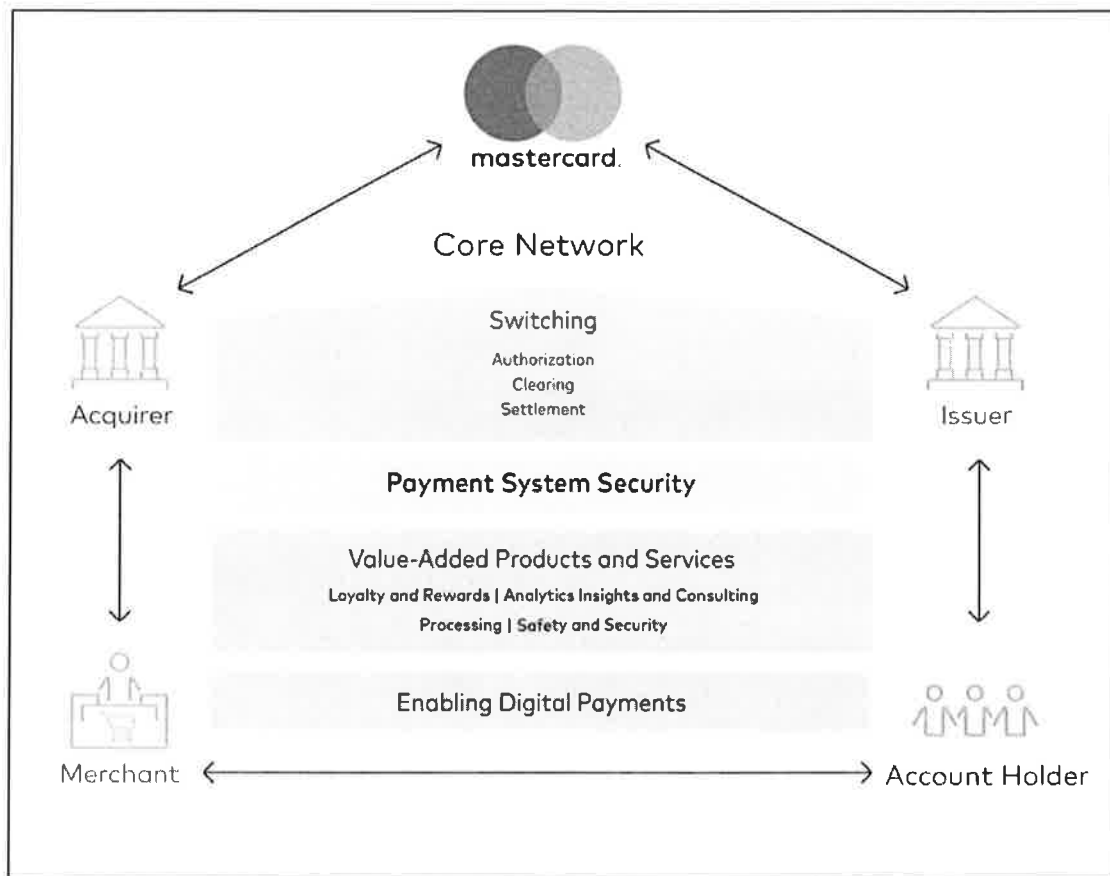 mastercard.
Core Network
Switching
Authorization
Clearing
Settlement
Acquirer
Issuer
Payment System Security
Value-Added Products and Services
Loyalty and Rewards | Analytics Insights and Consulting
Processing | Safety and Security
Enabling Digital Payments
Merchant
Account Holder